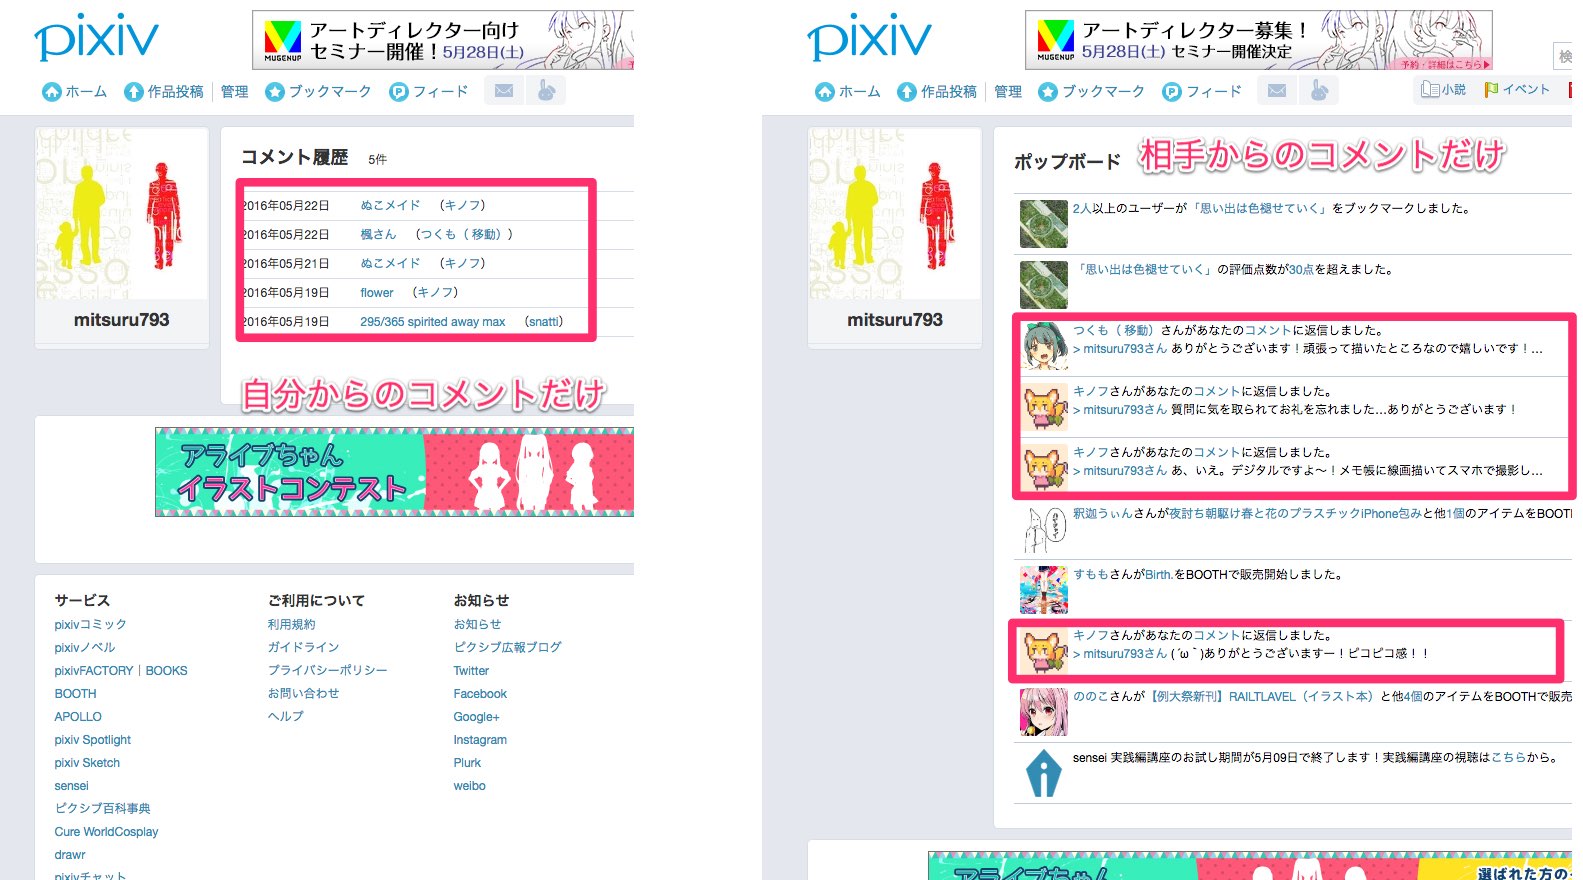 pixiv
MUGENUP
アートディレクター向け
セミナー開催！5月28日(土)
ホーム
作品投稿
管理
ブックマーク
フィード
mitsuru793
コメント履歴 5件
2016年05月22日 ぬこメイド （キノフ）
2016年05月22日 楓さん （つくも（移動））
2016年05月21日 ぬこメイド （キノフ）
2016年05月19日 flower （キノフ）
2016年05月19日 295/365 spirited away max （snatti）
自分からのコメントだけ
アライブちゃん
イラストコンテスト
サービス
pixivコミック
pixivノベル
pixivFACTORY｜BOOKS
BOOTH
APOLLO
pixiv Spotlight
pixiv Sketch
sensei
ピクシブ百科事典
Cure WorldCosplay
drawr
pixivチャット
ご利用について
利用規約
ガイドライン
プライバシーポリシー
お問い合わせ
ヘルプ
お知らせ
お知らせ
ピクシブ広報ブログ
Twitter
Facebook
Google+
Instagram
Plurk
weibo
pixiv
MUGENUP
アートディレクター募集！
5月28日(土) セミナー開催決定
予約・詳細はこちら▶
検
ホーム
作品投稿
管理
ブックマーク
フィード
小説
イベント
mitsuru793
ポップボード
相手からのコメントだけ
2人以上のユーザーが「思い出は色褪せていく」をブックマークしました。
「思い出は色褪せていく」の評価点数が30点を超えました。
つくも（移動）さんがあなたのコメントに返信しました。
> mitsuru793さん ありがとうございます！頑張って描いたところなので嬉しいです！…
キノフさんがあなたのコメントに返信しました。
> mitsuru793さん 質問に気を取られてお礼を忘れました…ありがとうございます！
キノフさんがあなたのコメントに返信しました。
> mitsuru793さん あ、いえ。デジタルですよ〜！メモ帳に線画描いてスマホで撮影し…
釈迦うぃんさんが夜討ち朝駆け春と花のプラスチックiPhone包みと他1個のアイテムをBOOT
すももさんがBirth.をBOOTHで販売開始しました。
キノフさんがあなたのコメントに返信しました。
> mitsuru793さん ( ´ω｀)ありがとうございますー！ピコピコ感！！
ののこさんが【例大祭新刊】RAILTLAVEL（イラスト本）と他4個のアイテムをBOOTHで販売
sensei 実践編講座のお試し期間が5月09日で終了します！実践編講座の視聴はこちらから。
アライブちゃん
選ばれた方の